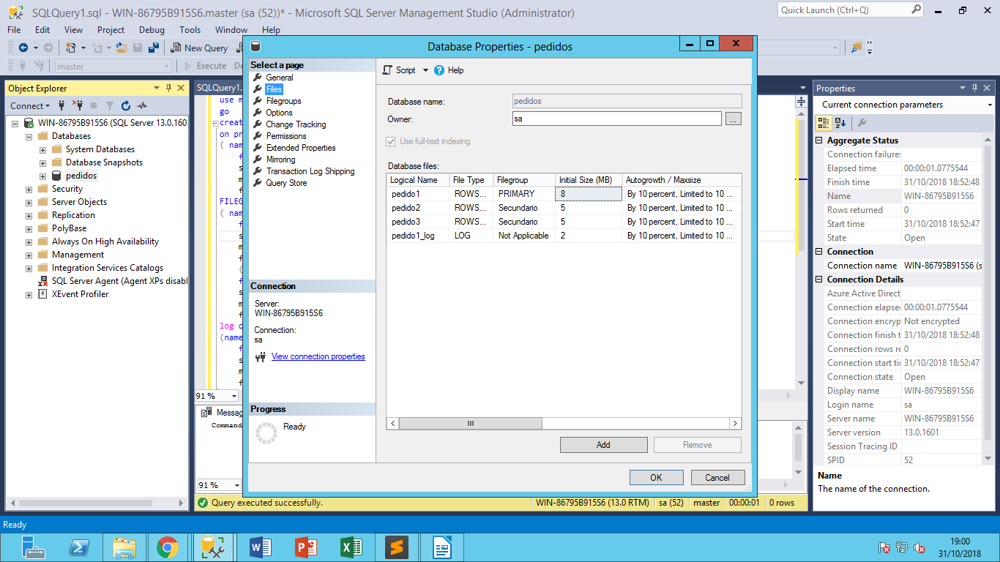 SQLQuery1.sql - WIN-86795B915S6.master (sa (52))* - Microsoft SQL Server Management Studio (Administrator)
Quick Launch (Ctrl+Q)
File Edit View Project Debug Tools Window Help
New Query
master
Execute
Object Explorer
Connect
WIN-86795B915S6 (SQL Server 13.0.160
Databases
System Databases
Database Snapshots
pedidos
Security
Server Objects
Replication
PolyBase
Always On High Availability
Management
Integration Services Catalogs
SQL Server Agent (Agent XPs disabl
XEvent Profiler
SQLQuery1.
go
FILEG
( name
log o
(name
91 %
Messag
Comman
91 %
Database Properties - pedidos
Select a page
General
Files
Filegroups
Options
Change Tracking
Permissions
Extended Properties
Mirroring
Transaction Log Shipping
Query Store
Connection
Server:
WIN-86795B915S6
Connection:
sa
View connection properties
Progress
Ready
Script Help
Database name: pedidos
Owner: sa
...
Use full-text indexing
Database files:
Logical Name File Type Filegroup Initial Size (MB) Autogrowth / Maxsize
pedido1 ROWS... PRIMARY 8 By 10 percent, Limited to 10 ...
pedido2 ROWS... Secundario 5 By 10 percent, Limited to 10 ...
pedido3 ROWS... Secundario 5 By 10 percent, Limited to 10 ...
pedido1_log LOG Not Applicable 2 By 10 percent, Limited to 10 ...
Add Remove
OK Cancel
Properties
Current connection parameters
Aggregate Status
Connection failures
Elapsed time 00:00:01.0775544
Finish time 31/10/2018 18:52:48
Name WIN-86795B915S6
Rows returned 0
Start time 31/10/2018 18:52:47
State Open
Connection
Connection name WIN-86795B915S6 (s
Connection Details
Azure Active Direct
Connection elapse 00:00:01.0775544
Connection encryp Not encrypted
Connection finish t 31/10/2018 18:52:48
Connection rows re 0
Connection start ti 31/10/2018 18:52:47
Connection state Open
Display name WIN-86795B915S6
Login name sa
Server name WIN-86795B915S6
Server version 13.0.1601
Session Tracing ID
SPID 52
Name
The name of the connection.
Query executed successfully. WIN-86795B915S6 (13.0 RTM) sa (52) master 00:00:01 0 rows
Ready
19:00
31/10/2018